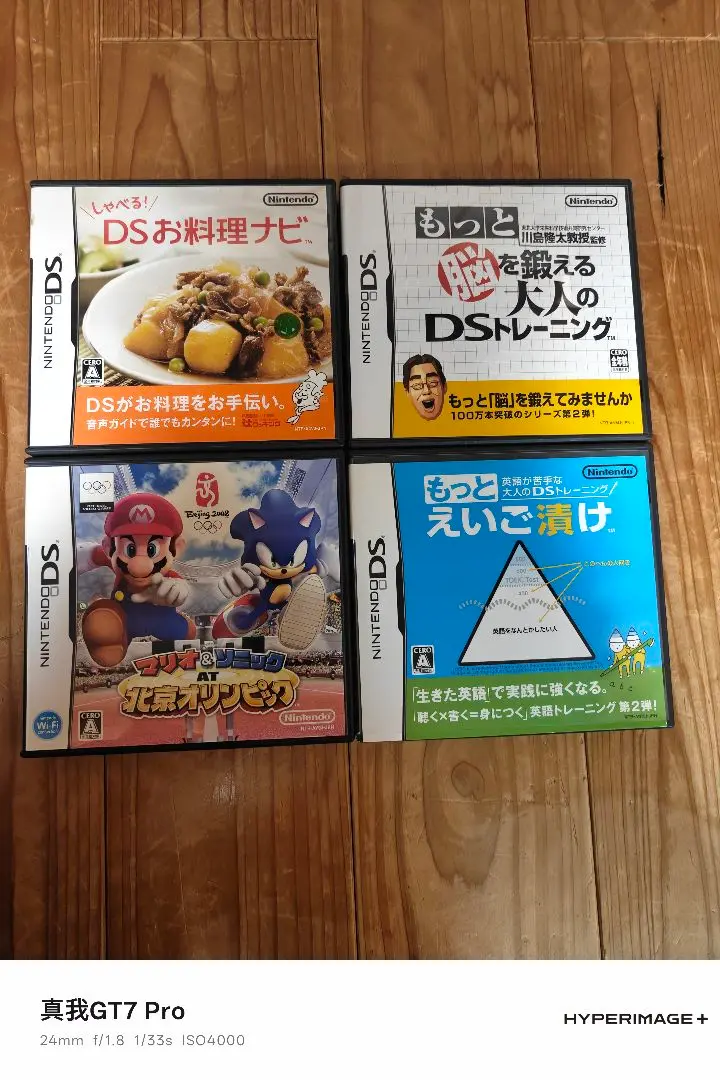 しゃべる!
Nintendo
DSお料理ナビ
NINTENDO DS
CERO
A
DSがお料理をお手伝い。
音声ガイドで誰でもカンタンに!
Nintendo
もっと
川島隆太教授監修
脳を鍛える
大人の
DSトレーニング
NINTENDO DS
CERO
もっと「脳」を鍛えてみませんか
100万本突破のシリーズ第2弾!
Beijing 2008
NINTENDO DS
マリオ&ソニック
AT
北京オリンピック
Nintendo
Wi-Fi
CERO
A
Nintendo
もっと
英語が苦手な
大人のDSトレーニング
えいご漬け
NINTENDO DS
TOEIC Test
英語をなんとかしたい人
CERO
A
「生きた英語」で実践に強くなる。
「聴く×書く=身につく」英語トレーニング 第2弾!
真我GT7 Pro
24mm f/1.8 1/33s ISO4000
HYPERIMAGE+